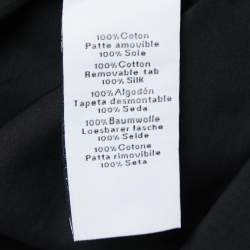 100%Coton
Patte amovible
100% Soie
100%Cotton
Removable tab
100% Silk
100%Algodón
Tapeta desmontable
100% Seda
100%Baumwolle
Loesbarer lasche
100% Seide
100%Cotone
Patta rimovibile
100% Seta